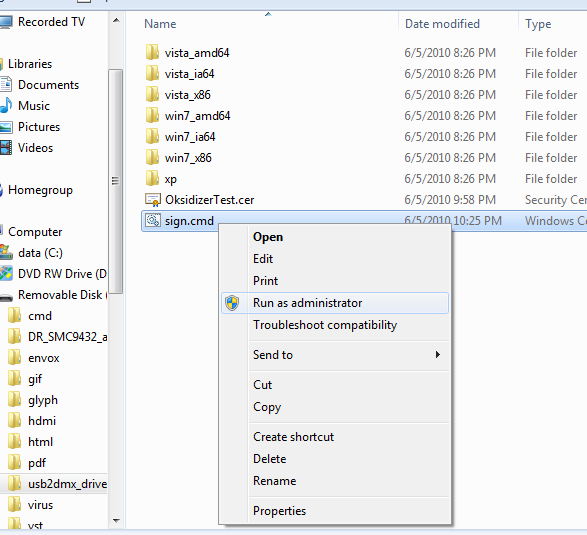 Recorded TV
Libraries
Documents
Music
Pictures
Videos
Homegroup
Computer
data (C:)
DVD RW Drive (D
Removable Disk (
cmd
DR_SMC9432_a
envox
gif
glyph
hdmi
html
pdf
usb2dmx_drive
virus
vst
Name Date modified Type
vista_amd64 6/5/2010 8:26 PM File folder
vista_ia64 6/5/2010 8:26 PM File folder
vista_x86 6/5/2010 8:26 PM File folder
win7_amd64 6/5/2010 8:26 PM File folder
win7_ia64 6/5/2010 8:26 PM File folder
win7_x86 6/5/2010 8:26 PM File folder
xp 6/5/2010 8:26 PM File folder
OksidizerTest.cer 6/5/2010 9:58 PM Security Cer
sign.cmd 6/5/2010 10:25 PM Windows Co
Open
Edit
Print
Run as administrator
Troubleshoot compatibility
Send to
Cut
Copy
Create shortcut
Delete
Rename
Properties